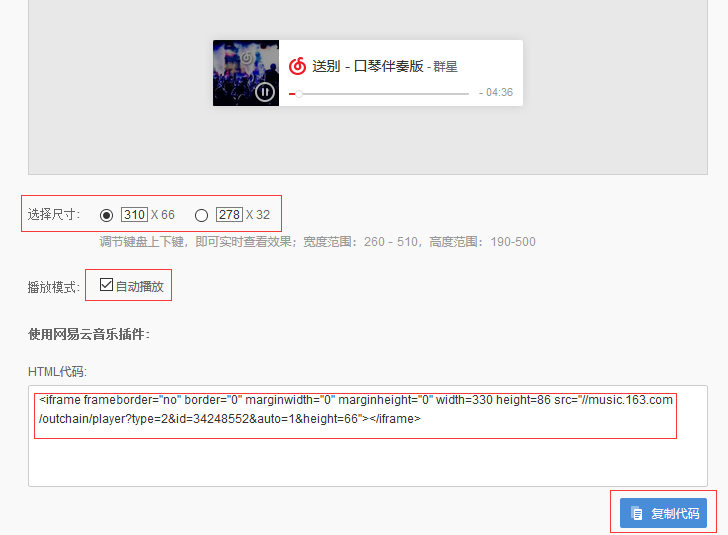 送别 - 口琴伴奏版 - 群星
- 04:36
选择尺寸： 310 X 66 278 X 32
调节键盘上下键，即可实时查看效果；宽度范围：260 - 510，高度范围：190-500
播放模式： 自动播放
使用网易云音乐插件：
HTML代码:
<iframe frameborder="no" border="0" marginwidth="0" marginheight="0" width=330 height=86 src="//music.163.com
/outchain/player?type=2&id=34248552&auto=1&height=66"></iframe>
复制代码